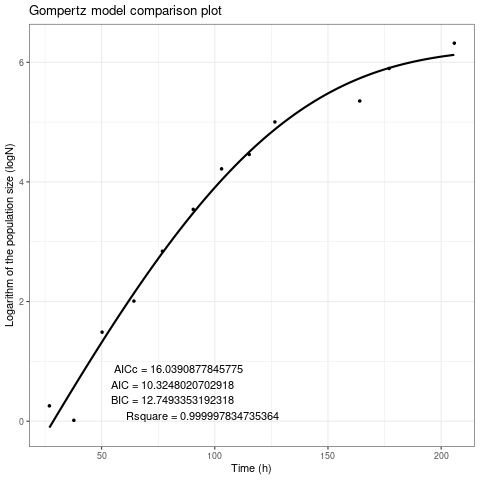 Gompertz model comparison plot
Logarithm of the population size (logN)
6
4
2
0
AICc = 16.0390877845775
AIC = 10.3248020702918
BIC = 12.7493353192318
Rsquare = 0.999997834735364
50
100
150
200
Time (h)